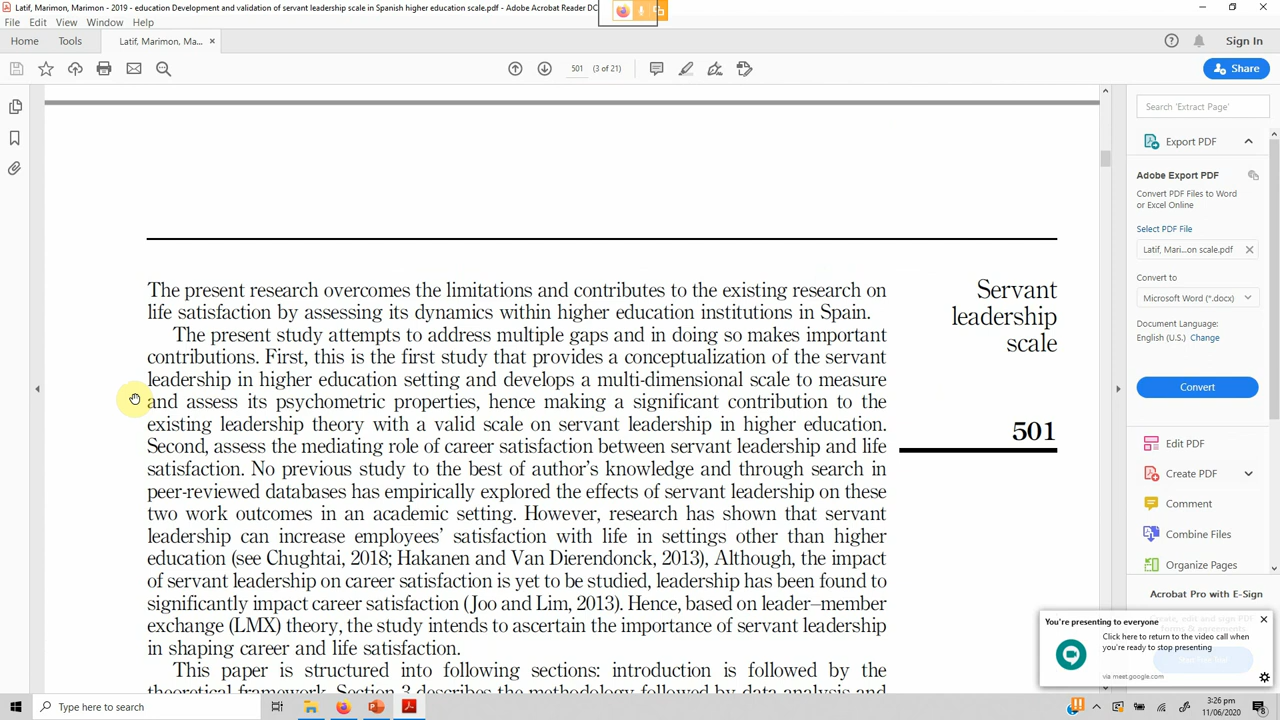 Latif, Marimon, Marimon - 2019 - education Development and validation of servant leadership scale in Spanish higher education scale.pdf - Adobe Acrobat Reader DC
File Edit View Window Help
Home Tools Latif, Marimon, Ma... × Sign In
501 (3 of 21) Share
Search 'Extract Page'
Export PDF
Adobe Export PDF
Convert PDF Files to Word
or Excel Online
Select PDF File
Latif, Mari...on scale.pdf
Convert to
Microsoft Word (*.docx)
Document Language:
English (U.S.) Change
Convert
Edit PDF
Create PDF
Comment
Combine Files
Organize Pages
Acrobat Pro with E-Sign
The present research overcomes the limitations and contributes to the existing research on
life satisfaction by assessing its dynamics within higher education institutions in Spain.
The present study attempts to address multiple gaps and in doing so makes important
contributions. First, this is the first study that provides a conceptualization of the servant
leadership in higher education setting and develops a multi-dimensional scale to measure
and assess its psychometric properties, hence making a significant contribution to the
existing leadership theory with a valid scale on servant leadership in higher education.
Second, assess the mediating role of career satisfaction between servant leadership and life
satisfaction. No previous study to the best of author's knowledge and through search in
peer-reviewed databases has empirically explored the effects of servant leadership on these
two work outcomes in an academic setting. However, research has shown that servant
leadership can increase employees' satisfaction with life in settings other than higher
education (see Chughtai, 2018; Hakanen and Van Dierendonck, 2013), Although, the impact
of servant leadership on career satisfaction is yet to be studied, leadership has been found to
significantly impact career satisfaction (Joo and Lim, 2013). Hence, based on leader–member
exchange (LMX) theory, the study intends to ascertain the importance of servant leadership
in shaping career and life satisfaction.
This paper is structured into following sections: introduction is followed by the
theoretical framework. Section 3 describes the methodology followed by data analysis and
Servant
leadership
scale
501
You're presenting to everyone
Click here to return to the video call when
you're ready to stop presenting
via meet.google.com
Type here to search
3:26 pm
11/06/2020